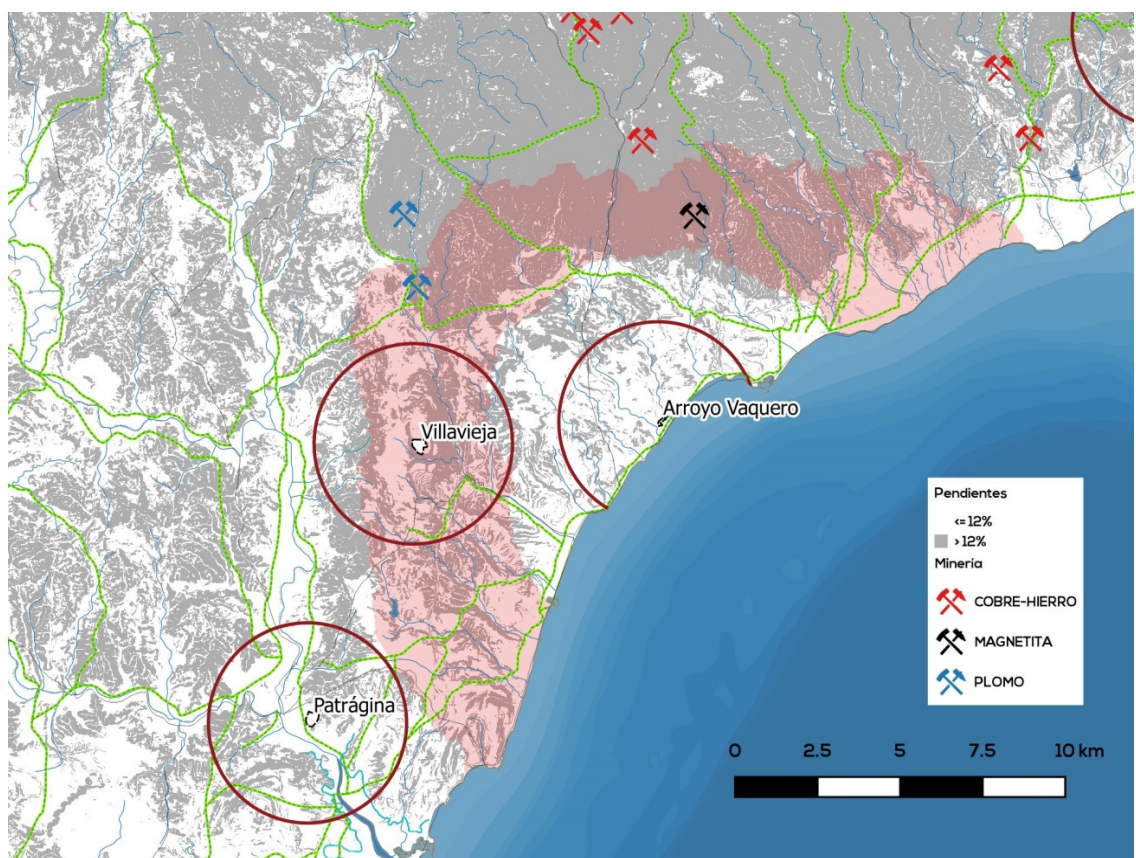 Villavieja
Arroyo Vaquero
Patrágina
Pendientes
<= 12%
> 12%
Minería
COBRE-HIERRO
MAGNETITA
PLOMO
0 2.5 5 7.5 10 km